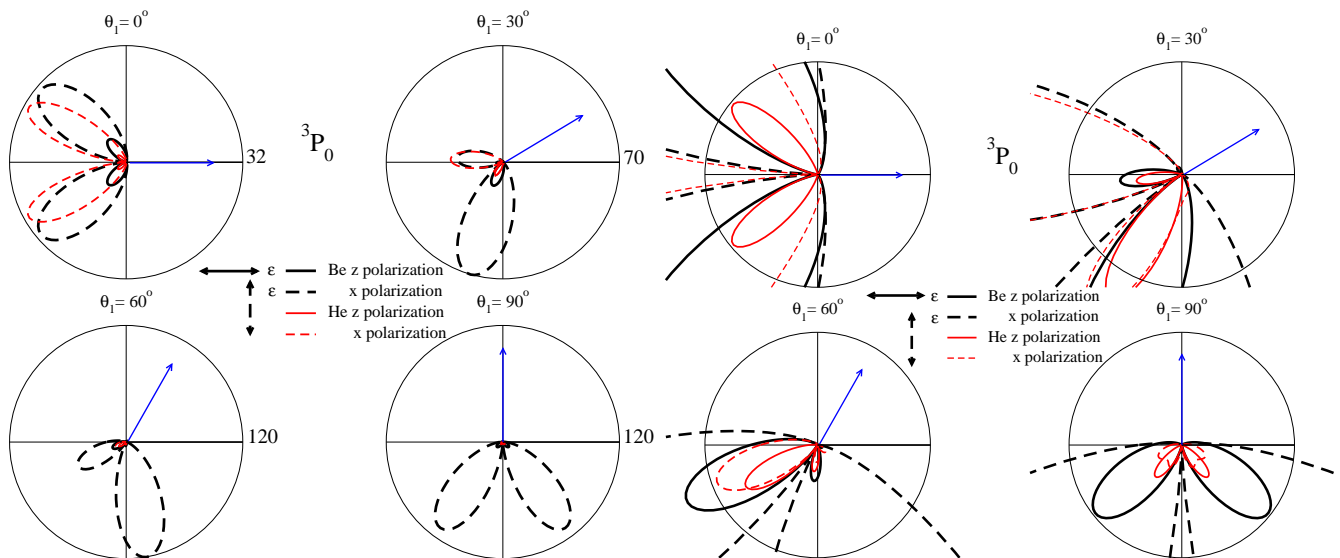 θ₁= 0°
θ₁= 30°
32
³P₀
70
ε Be z polarization
ε x polarization
He z polarization
x polarization
θ₁= 60°
θ₁= 90°
120
120
θ₁= 0°
θ₁= 30°
³P₀
ε Be z polarization
ε x polarization
He z polarization
x polarization
θ₁= 60°
θ₁= 90°